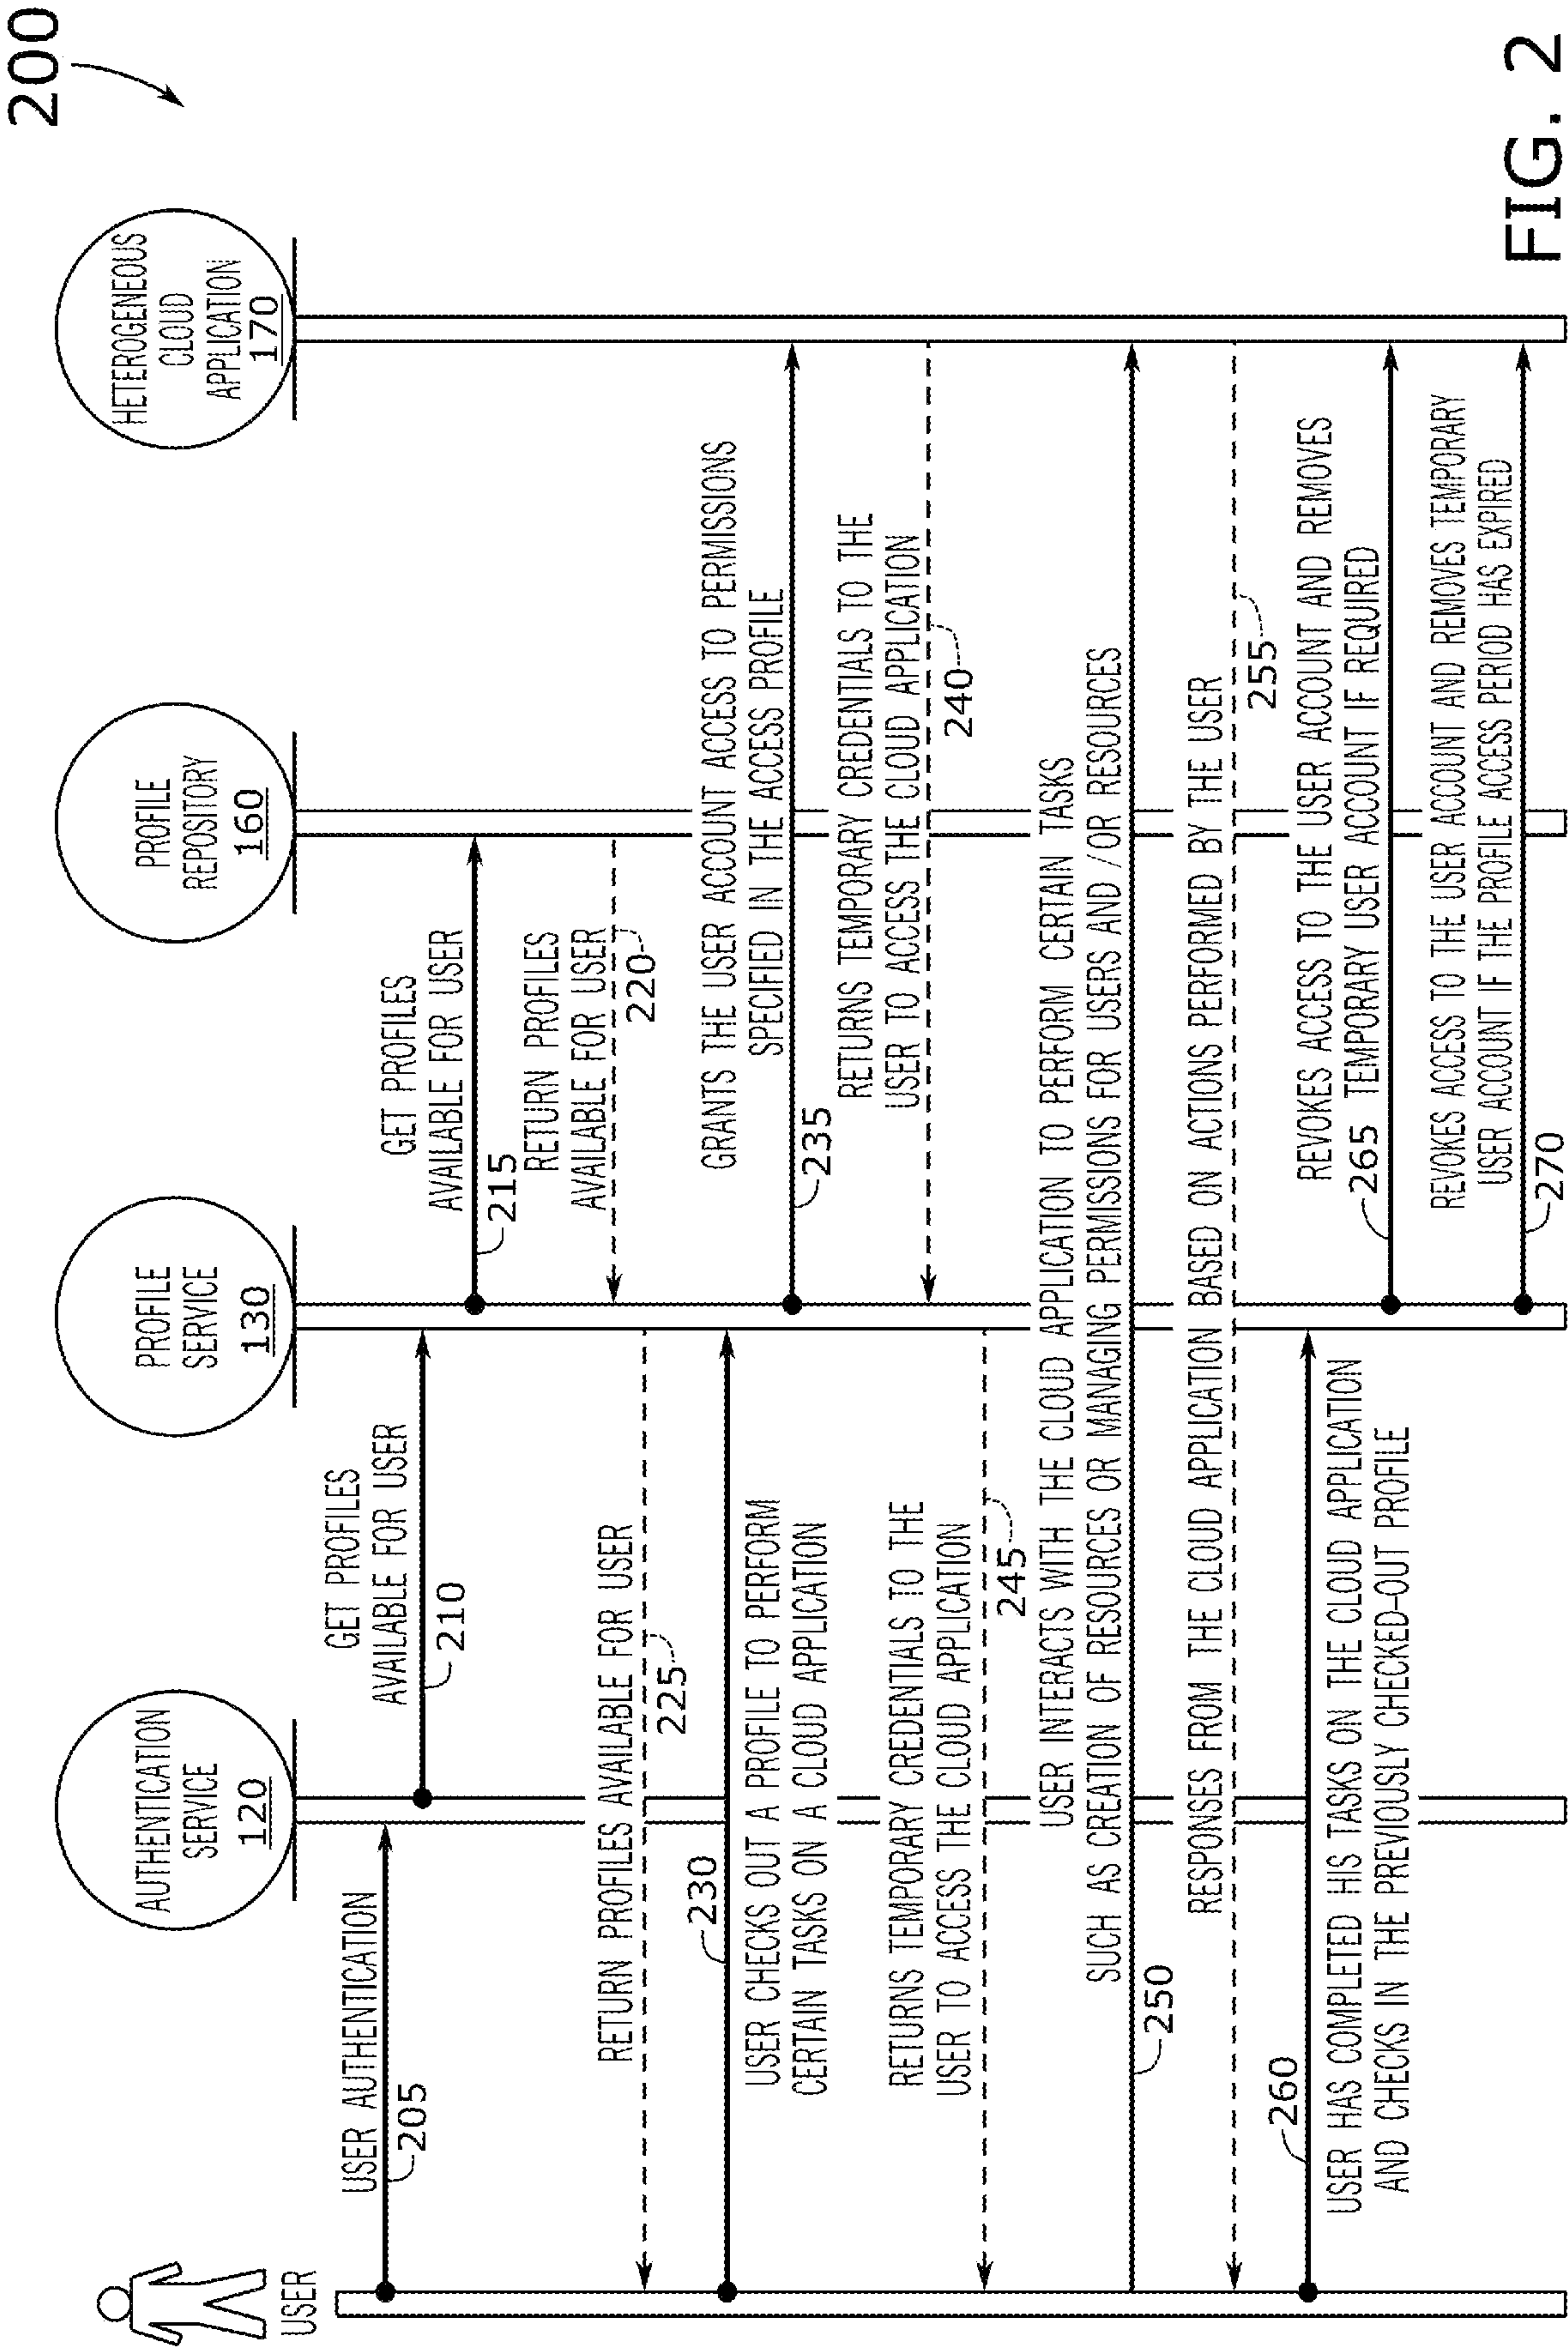 200
USER
AUTHENTICATION
SERVICE
120
PROFILE
SERVICE
130
PROFILE
REPOSITORY
160
HETEROGENEOUS
CLOUD
APPLICATION
170
USER AUTHENTICATION
205
GET PROFILES
AVAILABLE FOR USER
210
GET PROFILES
AVAILABLE FOR USER
215
RETURN PROFILES
AVAILABLE FOR USER
220
RETURN PROFILES AVAILABLE FOR USER
225
230
USER CHECKS OUT A PROFILE TO PERFORM
CERTAIN TASKS ON A CLOUD APPLICATION
GRANTS THE USER ACCOUNT ACCESS TO PERMISSIONS
SPECIFIED IN THE ACCESS PROFILE
235
RETURNS TEMPORARY CREDENTIALS TO THE
USER TO ACCESS THE CLOUD APPLICATION
240
RETURNS TEMPORARY CREDENTIALS TO THE
USER TO ACCESS THE CLOUD APPLICATION
245
USER INTERACTS WITH THE CLOUD APPLICATION TO PERFORM CERTAIN TASKS
SUCH AS CREATION OF RESOURCES OR MANAGING PERMISSIONS FOR USERS AND /OR RESOURCES
250
RESPONSES FROM THE CLOUD APPLICATION BASED ON ACTIONS PERFORMED BY THE USER
255
260
USER HAS COMPLETED HIS TASKS ON THE CLOUD APPLICATION
AND CHECKS IN THE PREVIOUSLY CHECKED-OUT PROFILE
REVOKES ACCESS TO THE USER ACCOUNT AND REMOVES
265 TEMPORARY USER ACCOUNT IF REQUIRED
REVOKES ACCESS TO THE USER ACCOUNT AND REMOVES TEMPORARY
USER ACCOUNT IF THE PROFILE ACCESS PERIOD HAS EXPIRED
270
FIG. 2